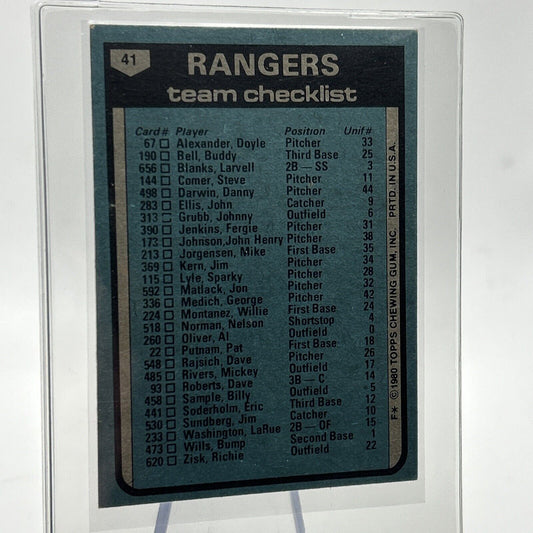 41
RANGERS
team checklist
Card # Player Position Unif #
67 ☐ Alexander, Doyle Pitcher 33
190 ☐ Bell, Buddy Third Base 25
656 ☐ Blanks, Larvell 2B — SS 3
144 ☐ Comer, Steve Pitcher 11
498 ☐ Darwin, Danny Pitcher 44
283 ☐ Ellis, John Catcher 9
313 ☐ Grubb, Johnny Outfield 6
390 ☐ Jenkins, Fergie Pitcher 31
173 ☐ Johnson, John Henry Pitcher 38
213 ☐ Jorgensen, Mike First Base 35
369 ☐ Kern, Jim Pitcher 34
115 ☐ Lyle, Sparky Pitcher 28
592 ☐ Matlack, Jon Pitcher 32
336 ☐ Medich, George Pitcher 42
224 ☐ Montanez, Willie First Base 24
518 ☐ Norman, Nelson Shortstop 4
260 ☐ Oliver, Al Outfield 0
22 ☐ Putnam, Pat First Base 18
548 ☐ Rajsich, Dave Pitcher 26
485 ☐ Rivers, Mickey Outfield 17
93 ☐ Roberts, Dave 3B — C 14
458 ☐ Sample, Billy Outfield 5
441 ☐ Soderholm, Eric Third Base 12
530 ☐ Sundberg, Jim Catcher 10
233 ☐ Washington, LaRue 2B — OF 15
473 ☐ Wills, Bump Second Base 1
620 ☐ Zisk, Richie Outfield 22
F* © 1980 TOPPS CHEWING GUM, INC. PRTD. IN U.S.A.